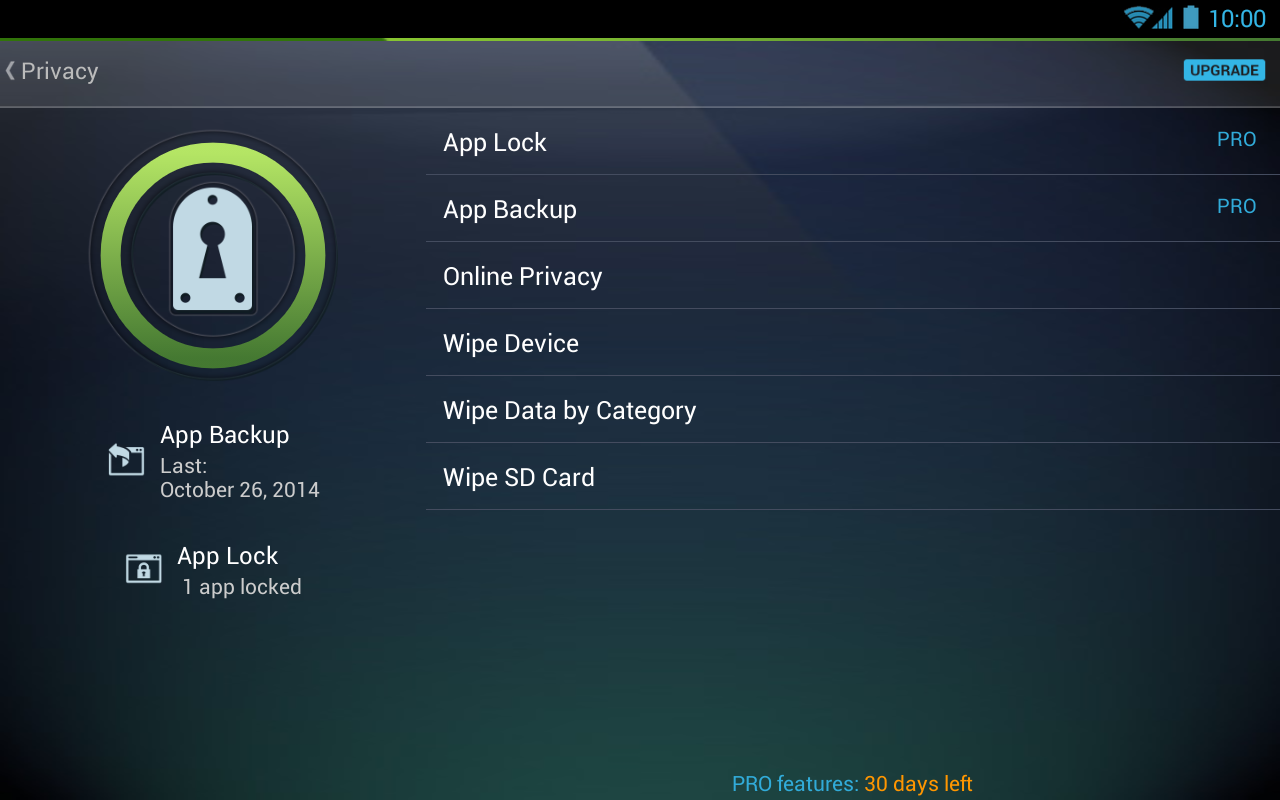 10:00
Privacy
UPGRADE
App Backup
Last:
October 26, 2014
App Lock
1 app locked
App Lock PRO
App Backup PRO
Online Privacy
Wipe Device
Wipe Data by Category
Wipe SD Card
PRO features: 30 days left